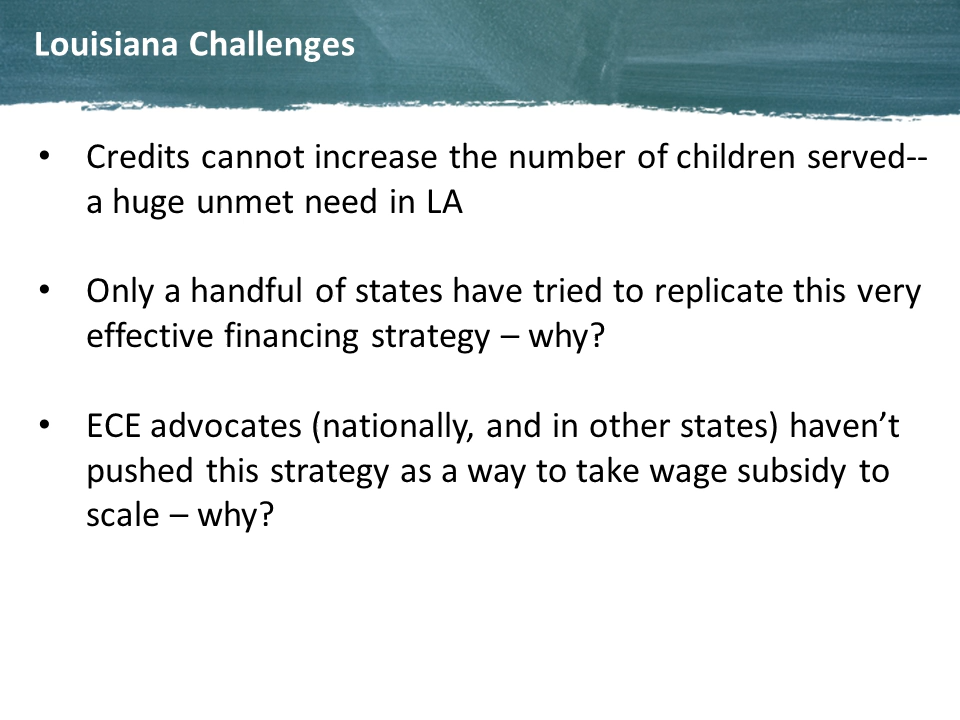 Louisiana Challenges
• Credits cannot increase the number of children served--
a huge unmet need in LA
• Only a handful of states have tried to replicate this very
effective financing strategy – why?
• ECE advocates (nationally, and in other states) haven’t
pushed this strategy as a way to take wage subsidy to
scale – why?